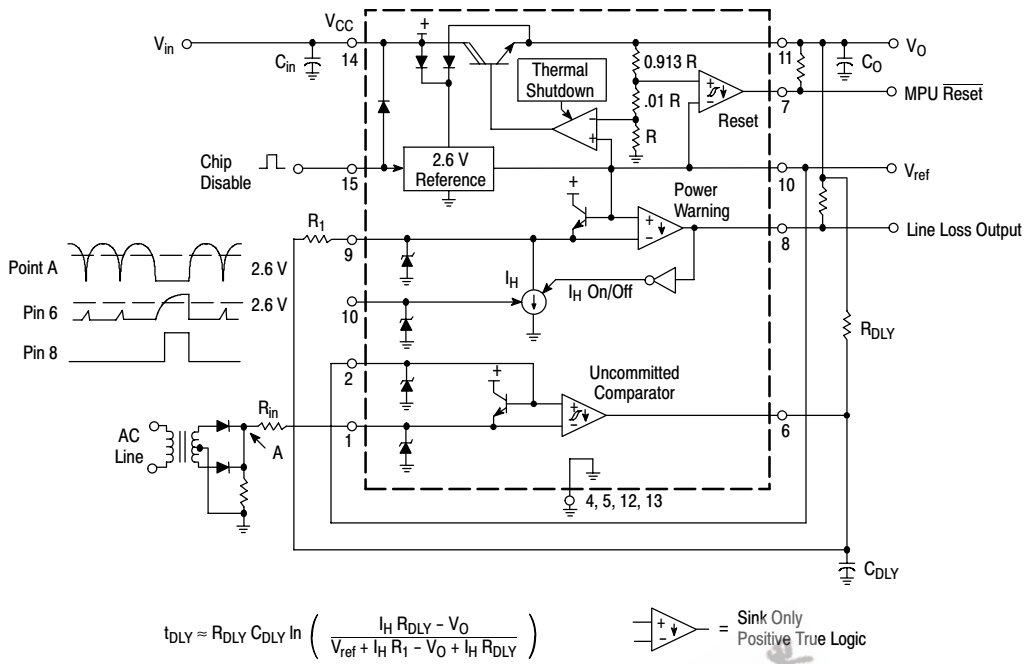 V_in
C_in
V_CC
14
+
Thermal
Shutdown
0.913 R
.01 R
R
-
+
+
-
Reset
11
C_O
V_O
7
MPU Reset
Chip
Disable
15
2.6 V
Reference
10
V_ref
+
Power
Warning
+
-
8
Line Loss Output
R_1
9
I_H
I_H On/Off
10
Point A
2.6 V
Pin 6
2.6 V
Pin 8
R_DLY
2
+
Uncommitted
Comparator
+
-
6
AC
Line
R_in
A
1
4, 5, 12, 13
C_DLY
t_DLY ≈ R_DLY C_DLY ln ( I_H R_DLY - V_O / V_ref + I_H R_1 - V_O + I_H R_DLY )
+
-
= Sink Only
Positive True Logic